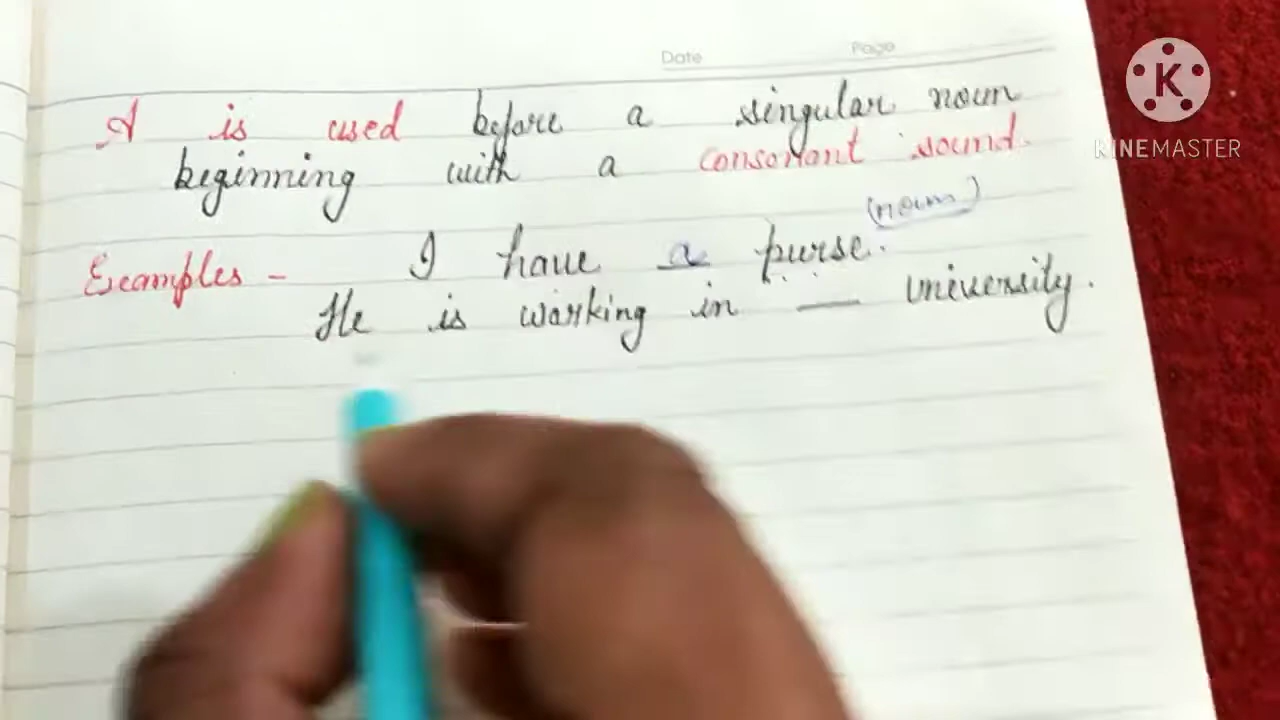 Date Page
A is used before a singular noun
beginning with a consonant sound.
(noun)
Examples - I have a purse.
He is working in — university.
KINEMASTER